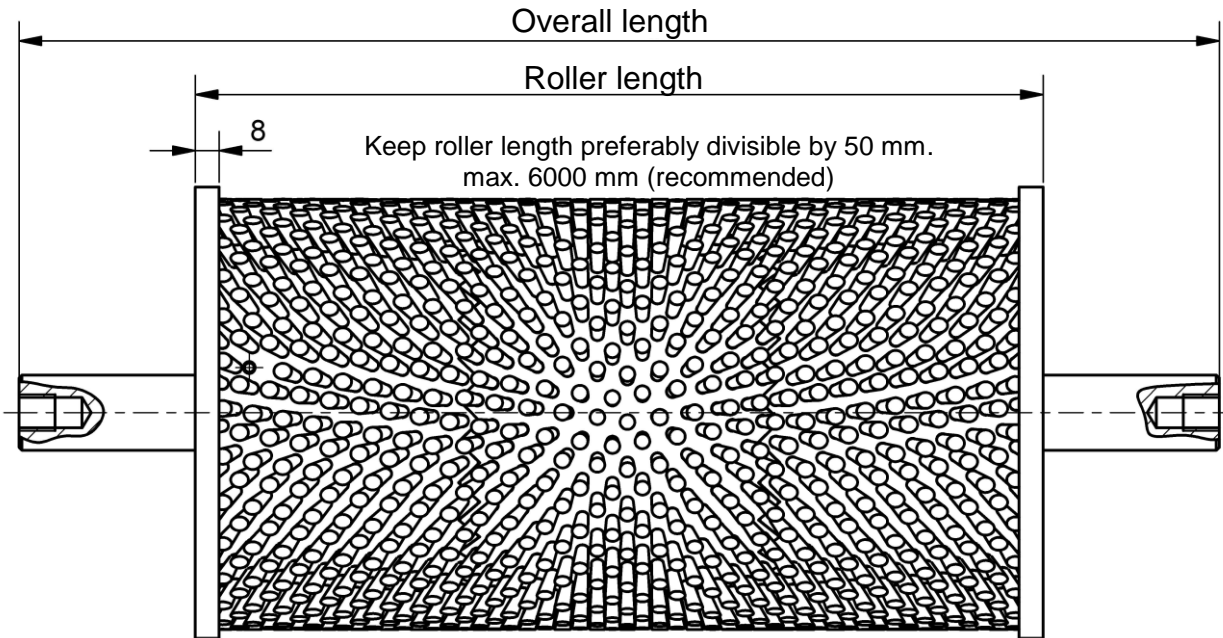 Overall length
Roller length
8
Keep roller length preferably divisible by 50 mm.
max. 6000 mm (recommended)